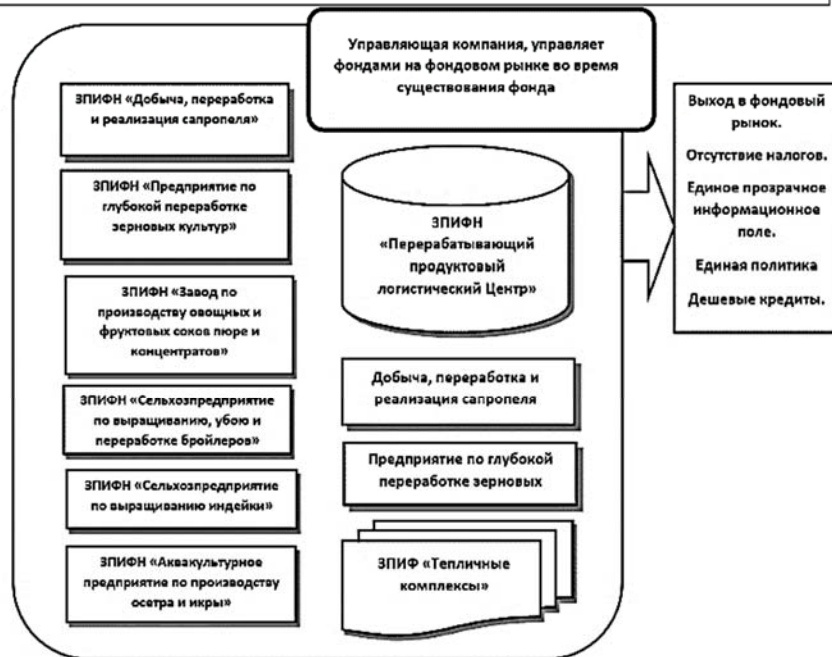 Управляющая компания, управляет
фондами на фондовом рынке во время
существования фонда
ЗПИФН «Добыча, переработка
и реализация сапропеля»
ЗПИФН «Предприятие по
глубокой переработке
зерновых культур»
ЗПИФН «Завод по
производству овощных и
фруктовых соков пюре и
концентратов»
ЗПИФН «Сельхозпредприятие
по выращиванию, убою и
переработке бройлеров»
ЗПИФН «Сельхозпредприятие
по выращиванию индейки»
ЗПИФН «Аквакультурное
предприятие по производству
осетра и икры»
ЗПИФН
«Перерабатывающий
продуктовый
логистический Центр»
Добыча, переработка и
реализация сапропеля
Предприятие по глубокой
переработке зерновых
ЗПИФ «Тепличные
комплексы»
Выход в фондовый
рынок.
Отсутствие налогов.
Единое прозрачное
информационное
поле.
Единая политика
Дешевые кредиты.